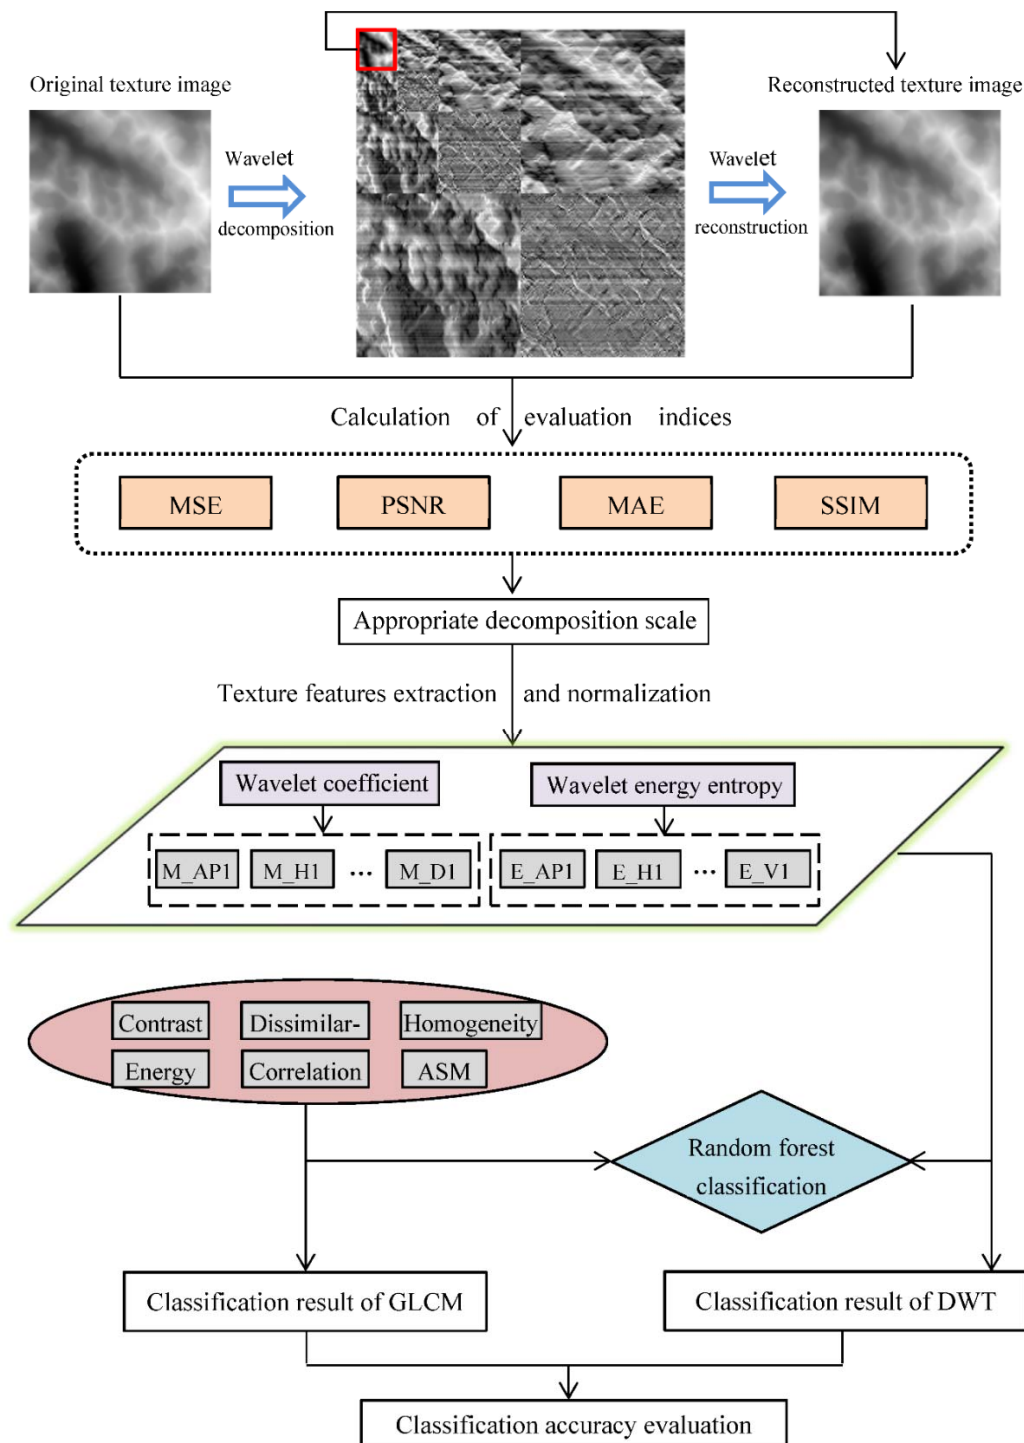 Original texture image
Reconstructed texture image
Wavelet
decomposition
Wavelet
reconstruction
Calculation of evaluation indices
MSE PSNR MAE SSIM
Appropriate decomposition scale
Texture features extraction and normalization
Wavelet coefficient Wavelet energy entropy
M_AP1 M_H1 ... M_D1 E_AP1 E_H1 ... E_V1
Contrast Dissimilar- Homogeneity
Energy Correlation ASM
Random forest
classification
Classification result of GLCM Classification result of DWT
Classification accuracy evaluation